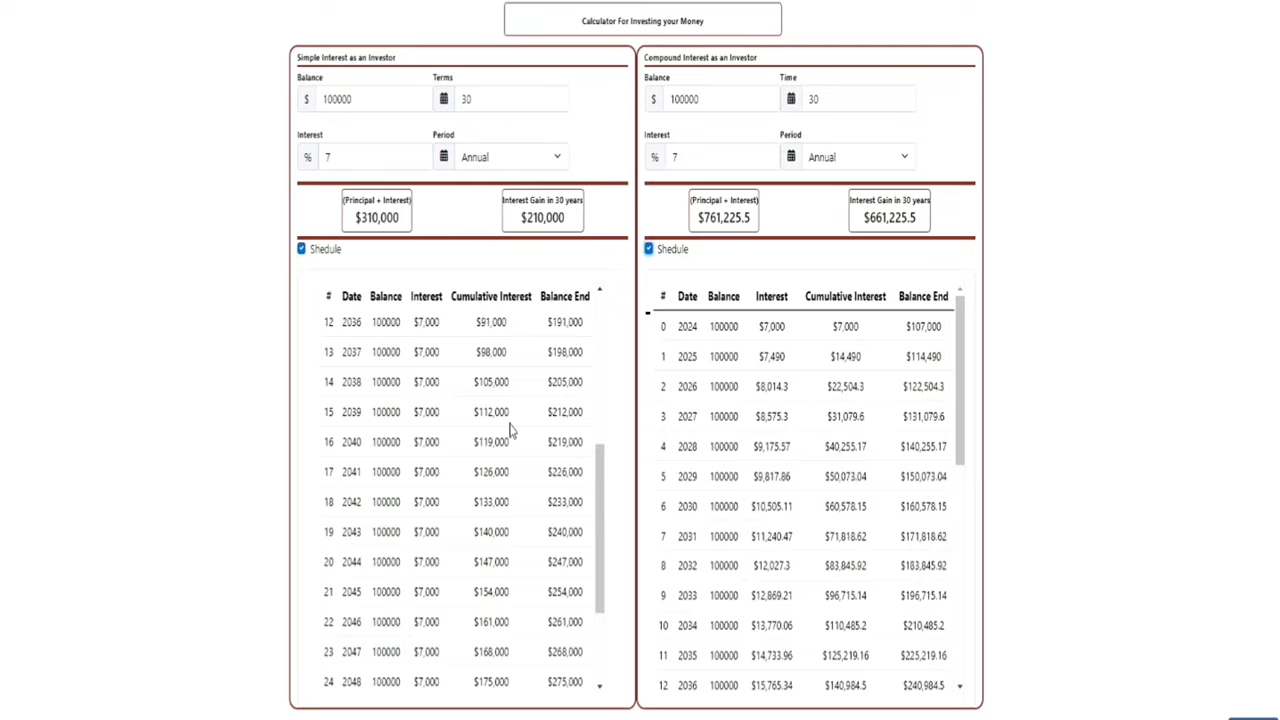 Calculator For Investing your Money
Simple Interest as an Investor
Balance Terms
$ 100000 30
Interest Period
% 7 Annual
(Principal + Interest) Interest Gain in 30 years
$310,000 $210,000
Shedule
# Date Balance Interest Cumulative Interest Balance End
12 2036 100000 $7,000 $91,000 $191,000
13 2037 100000 $7,000 $98,000 $198,000
14 2038 100000 $7,000 $105,000 $205,000
15 2039 100000 $7,000 $112,000 $212,000
16 2040 100000 $7,000 $119,000 $219,000
17 2041 100000 $7,000 $126,000 $226,000
18 2042 100000 $7,000 $133,000 $233,000
19 2043 100000 $7,000 $140,000 $240,000
20 2044 100000 $7,000 $147,000 $247,000
21 2045 100000 $7,000 $154,000 $254,000
22 2046 100000 $7,000 $161,000 $261,000
23 2047 100000 $7,000 $168,000 $268,000
24 2048 100000 $7,000 $175,000 $275,000
Compound Interest as an Investor
Balance Time
$ 100000 30
Interest Period
% 7 Annual
(Principal + Interest) Interest Gain in 30 years
$761,225.5 $661,225.5
Shedule
# Date Balance Interest Cumulative Interest Balance End
0 2024 100000 $7,000 $7,000 $107,000
1 2025 100000 $7,490 $14,490 $114,490
2 2026 100000 $8,014.3 $22,504.3 $122,504.3
3 2027 100000 $8,575.3 $31,079.6 $131,079.6
4 2028 100000 $9,175.57 $40,255.17 $140,255.17
5 2029 100000 $9,817.86 $50,073.04 $150,073.04
6 2030 100000 $10,505.11 $60,578.15 $160,578.15
7 2031 100000 $11,240.47 $71,818.62 $171,818.62
8 2032 100000 $12,027.3 $83,845.92 $183,845.92
9 2033 100000 $12,869.21 $96,715.14 $196,715.14
10 2034 100000 $13,770.06 $110,485.2 $210,485.2
11 2035 100000 $14,733.96 $125,219.16 $225,219.16
12 2036 100000 $15,765.34 $140,984.5 $240,984.5